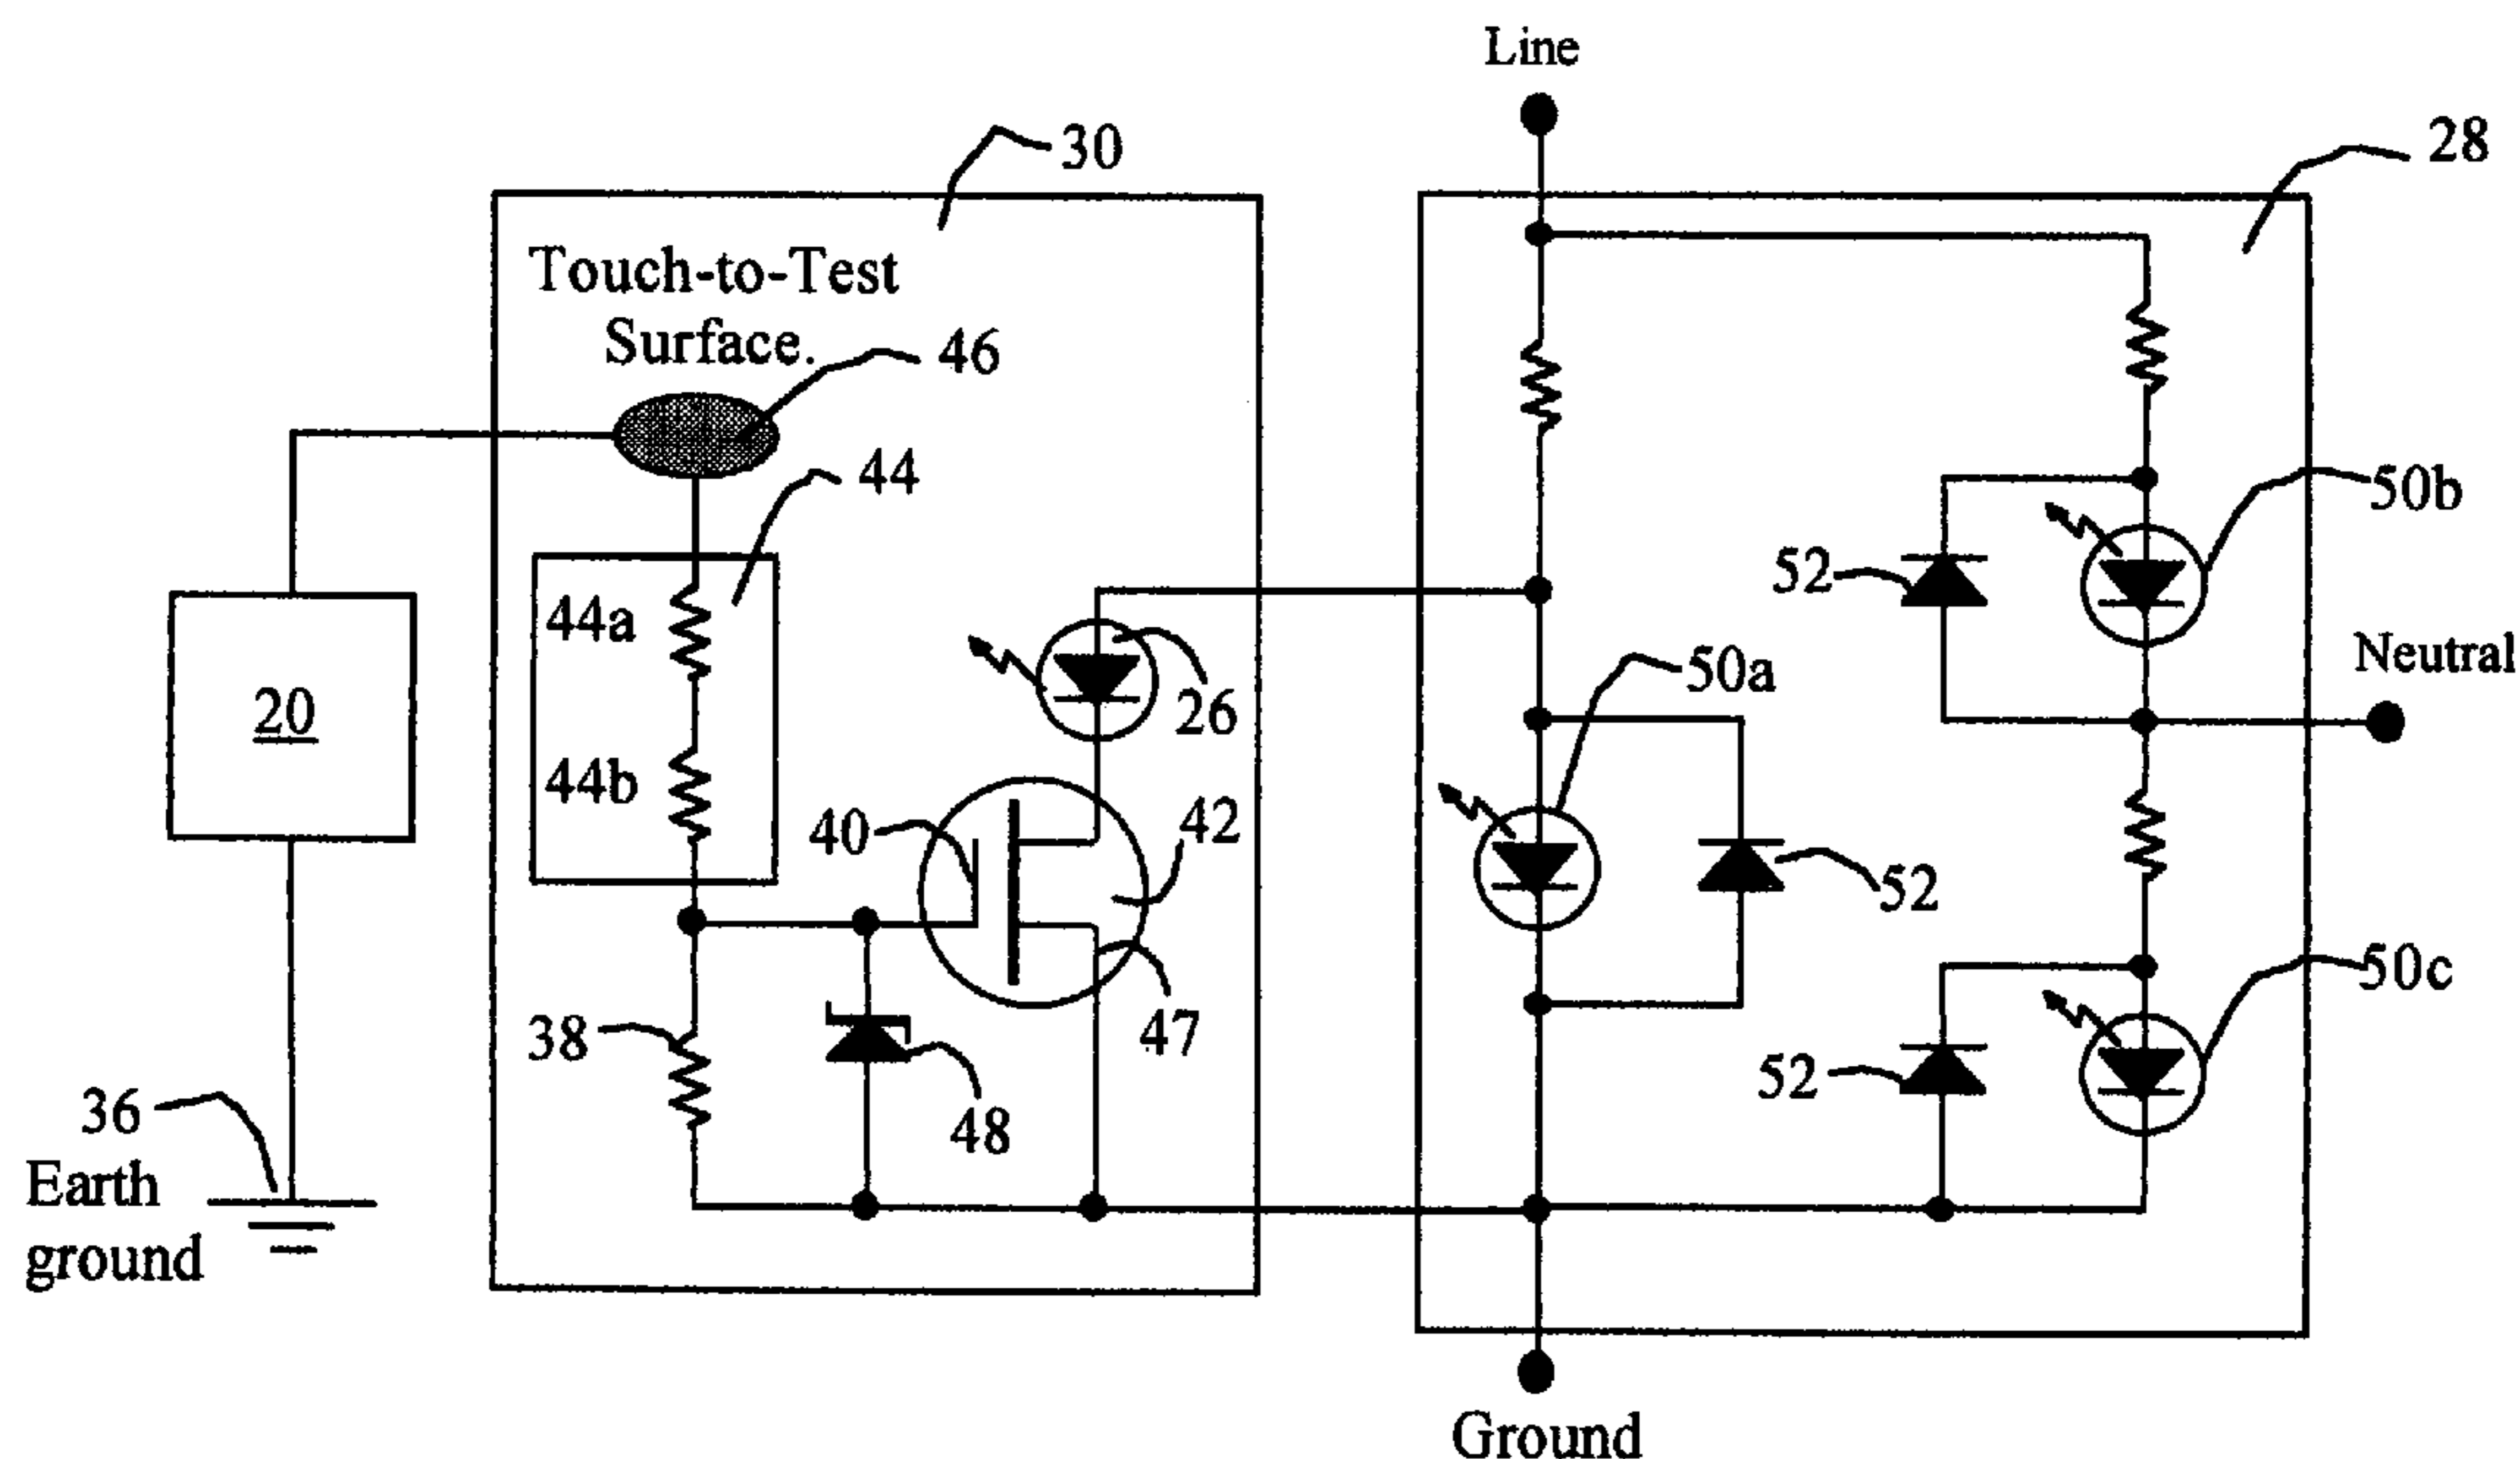 Line
30
28
Touch-to-Test
Surface.
46
44
50b
52
44a
Neutral
50a
20
26
44b
40
42
52
50c
38
47
52
36
48
Earth
ground
Ground